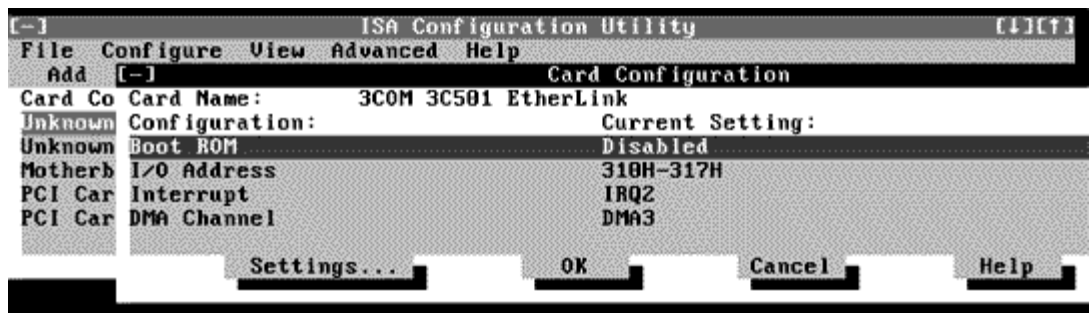 [-] ISA Configuration Utility [↓][↑]
File Configure View Advanced Help
Add [-] Card Configuration
Card Co Card Name: 3COM 3C501 EtherLink
Unknown Configuration: Current Setting:
Unknown Boot ROM Disabled
Motherb I/O Address 310H-317H
PCI Car Interrupt IRQ2
PCI Car DMA Channel DMA3
Settings... OK Cancel Help